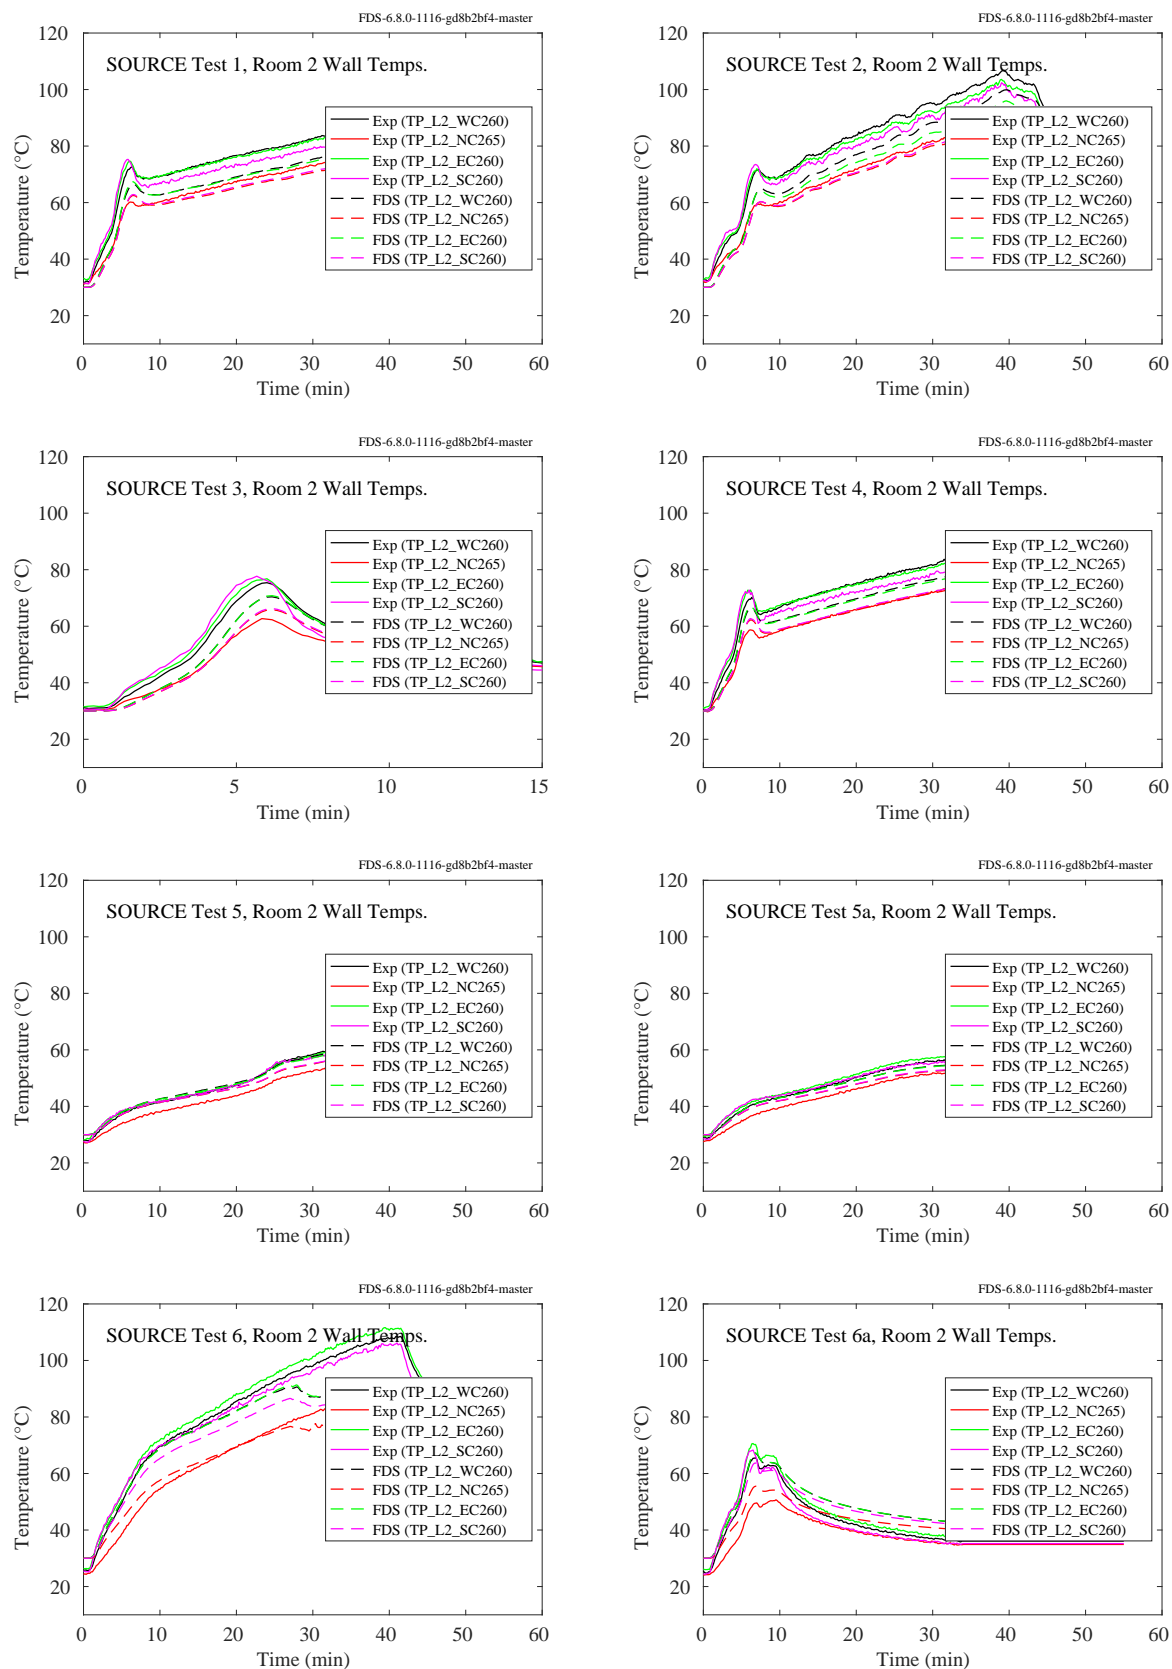 FDS-6.8.0-1116-gd8b2bf4-master
SOURCE Test 1, Room 2 Wall Temps.
Temperature (°C)
120
100
80
60
40
20
Exp (TP_L2_WC260)
Exp (TP_L2_NC265)
Exp (TP_L2_EC260)
Exp (TP_L2_SC260)
FDS (TP_L2_WC260)
FDS (TP_L2_NC265)
FDS (TP_L2_EC260)
FDS (TP_L2_SC260)
0 10 20 30 40 50 60
Time (min)
FDS-6.8.0-1116-gd8b2bf4-master
SOURCE Test 2, Room 2 Wall Temps.
Temperature (°C)
120
100
80
60
40
20
Exp (TP_L2_WC260)
Exp (TP_L2_NC265)
Exp (TP_L2_EC260)
Exp (TP_L2_SC260)
FDS (TP_L2_WC260)
FDS (TP_L2_NC265)
FDS (TP_L2_EC260)
FDS (TP_L2_SC260)
0 10 20 30 40 50 60
Time (min)
FDS-6.8.0-1116-gd8b2bf4-master
SOURCE Test 3, Room 2 Wall Temps.
Temperature (°C)
120
100
80
60
40
20
Exp (TP_L2_WC260)
Exp (TP_L2_NC265)
Exp (TP_L2_EC260)
Exp (TP_L2_SC260)
FDS (TP_L2_WC260)
FDS (TP_L2_NC265)
FDS (TP_L2_EC260)
FDS (TP_L2_SC260)
0 5 10 15
Time (min)
FDS-6.8.0-1116-gd8b2bf4-master
SOURCE Test 4, Room 2 Wall Temps.
Temperature (°C)
120
100
80
60
40
20
Exp (TP_L2_WC260)
Exp (TP_L2_NC265)
Exp (TP_L2_EC260)
Exp (TP_L2_SC260)
FDS (TP_L2_WC260)
FDS (TP_L2_NC265)
FDS (TP_L2_EC260)
FDS (TP_L2_SC260)
0 10 20 30 40 50 60
Time (min)
FDS-6.8.0-1116-gd8b2bf4-master
SOURCE Test 5, Room 2 Wall Temps.
Temperature (°C)
120
100
80
60
40
20
Exp (TP_L2_WC260)
Exp (TP_L2_NC265)
Exp (TP_L2_EC260)
Exp (TP_L2_SC260)
FDS (TP_L2_WC260)
FDS (TP_L2_NC265)
FDS (TP_L2_EC260)
FDS (TP_L2_SC260)
0 10 20 30 40 50 60
Time (min)
FDS-6.8.0-1116-gd8b2bf4-master
SOURCE Test 5a, Room 2 Wall Temps.
Temperature (°C)
120
100
80
60
40
20
Exp (TP_L2_WC260)
Exp (TP_L2_NC265)
Exp (TP_L2_EC260)
Exp (TP_L2_SC260)
FDS (TP_L2_WC260)
FDS (TP_L2_NC265)
FDS (TP_L2_EC260)
FDS (TP_L2_SC260)
0 10 20 30 40 50 60
Time (min)
FDS-6.8.0-1116-gd8b2bf4-master
SOURCE Test 6, Room 2 Wall Temps.
Temperature (°C)
120
100
80
60
40
20
Exp (TP_L2_WC260)
Exp (TP_L2_NC265)
Exp (TP_L2_EC260)
Exp (TP_L2_SC260)
FDS (TP_L2_WC260)
FDS (TP_L2_NC265)
FDS (TP_L2_EC260)
FDS (TP_L2_SC260)
0 10 20 30 40 50 60
Time (min)
FDS-6.8.0-1116-gd8b2bf4-master
SOURCE Test 6a, Room 2 Wall Temps.
Temperature (°C)
120
100
80
60
40
20
Exp (TP_L2_WC260)
Exp (TP_L2_NC265)
Exp (TP_L2_EC260)
Exp (TP_L2_SC260)
FDS (TP_L2_WC260)
FDS (TP_L2_NC265)
FDS (TP_L2_EC260)
FDS (TP_L2_SC260)
0 10 20 30 40 50 60
Time (min)